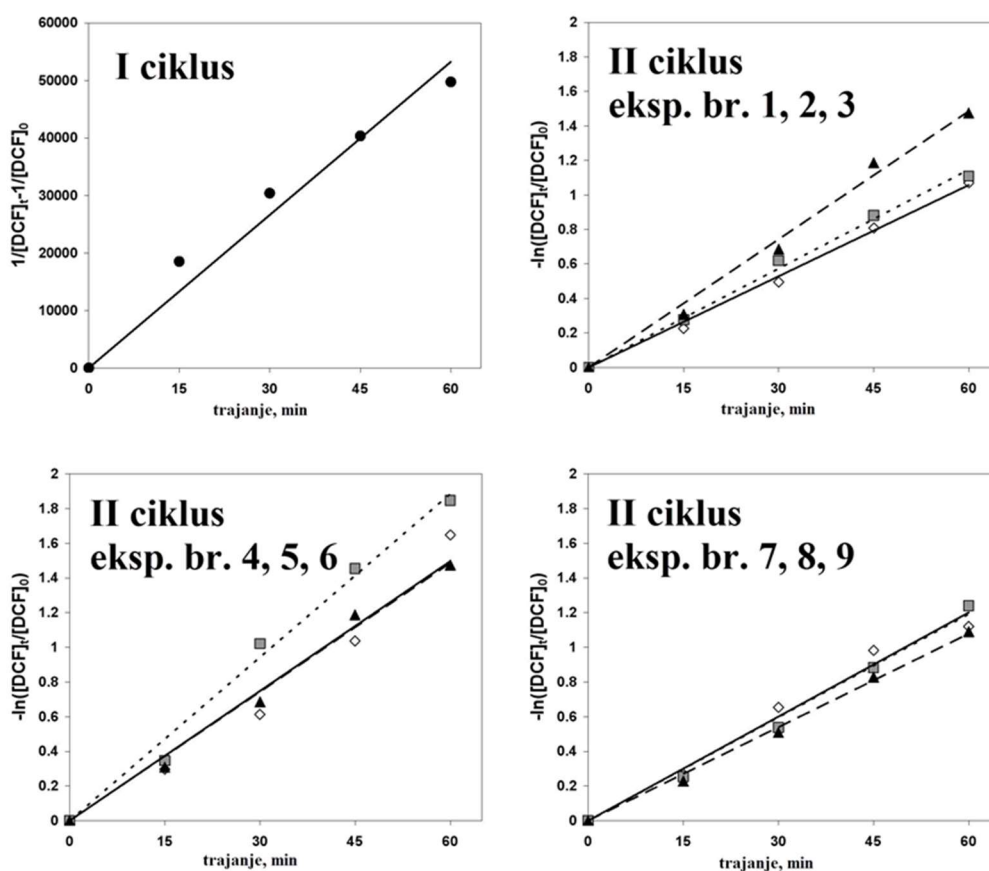 I ciklus
1/[DCF]t-1/[DCF]0
60000
50000
40000
30000
20000
10000
0
0 15 30 45 60
trajanje, min
II ciklus
eksp. br. 1, 2, 3
-ln([DCF]t/[DCF]0)
2
1.8
1.6
1.4
1.2
1
0.8
0.6
0.4
0.2
0
0 15 30 45 60
trajanje, min
II ciklus
eksp. br. 4, 5, 6
-ln([DCF]t/[DCF]0)
2
1.8
1.6
1.4
1.2
1
0.8
0.6
0.4
0.2
0
0 15 30 45 60
trajanje, min
II ciklus
eksp. br. 7, 8, 9
-ln([DCF]t/[DCF]0)
2
1.8
1.6
1.4
1.2
1
0.8
0.6
0.4
0.2
0
0 15 30 45 60
trajanje, min